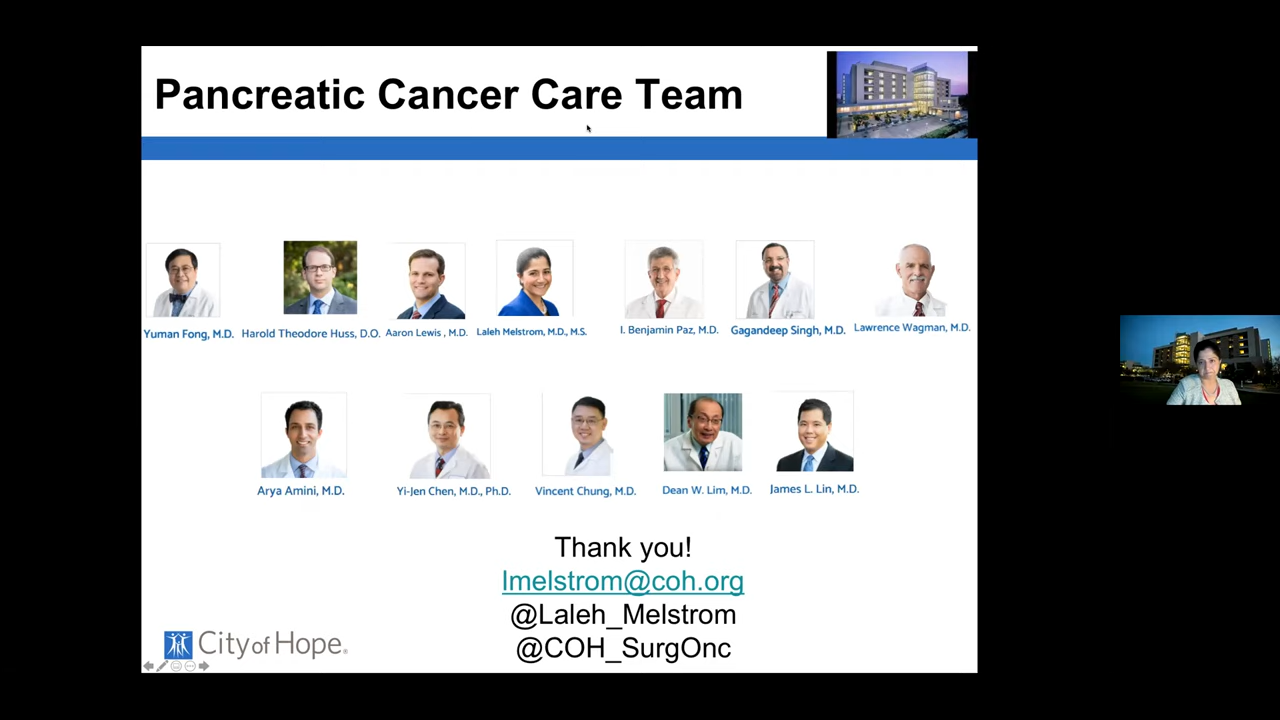 Pancreatic Cancer Care Team
Yuman Fong, M.D.
Harold Theodore Huss, D.O.
Aaron Lewis , M.D.
Laleh Melstrom, M.D., M.S.
I. Benjamin Paz, M.D.
Gagandeep Singh, M.D.
Lawrence Wagman, M.D.
Arya Amini, M.D.
Yi-Jen Chen, M.D., Ph.D.
Vincent Chung, M.D.
Dean W. Lim, M.D.
James L. Lin, M.D.
Thank you!
lmelstrom@coh.org
@Laleh_Melstrom
@COH_SurgOnc
City of Hope®